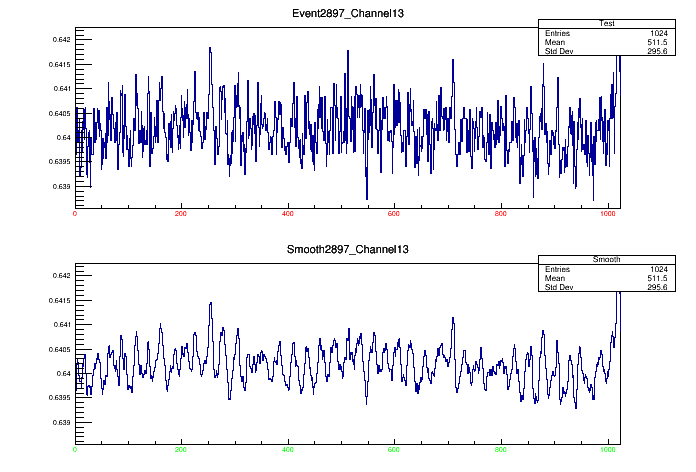 Event2897_Channel13
Test
Entries 1024
Mean 511.5
Std Dev 295.6
0.642
0.6415
0.641
0.6405
0.64
0.6395
0.639
0 200 400 600 800 1000
Smooth2897_Channel13
Smooth
Entries 1024
Mean 511.5
Std Dev 295.6
0.642
0.6415
0.641
0.6405
0.64
0.6395
0.639
0 200 400 600 800 1000